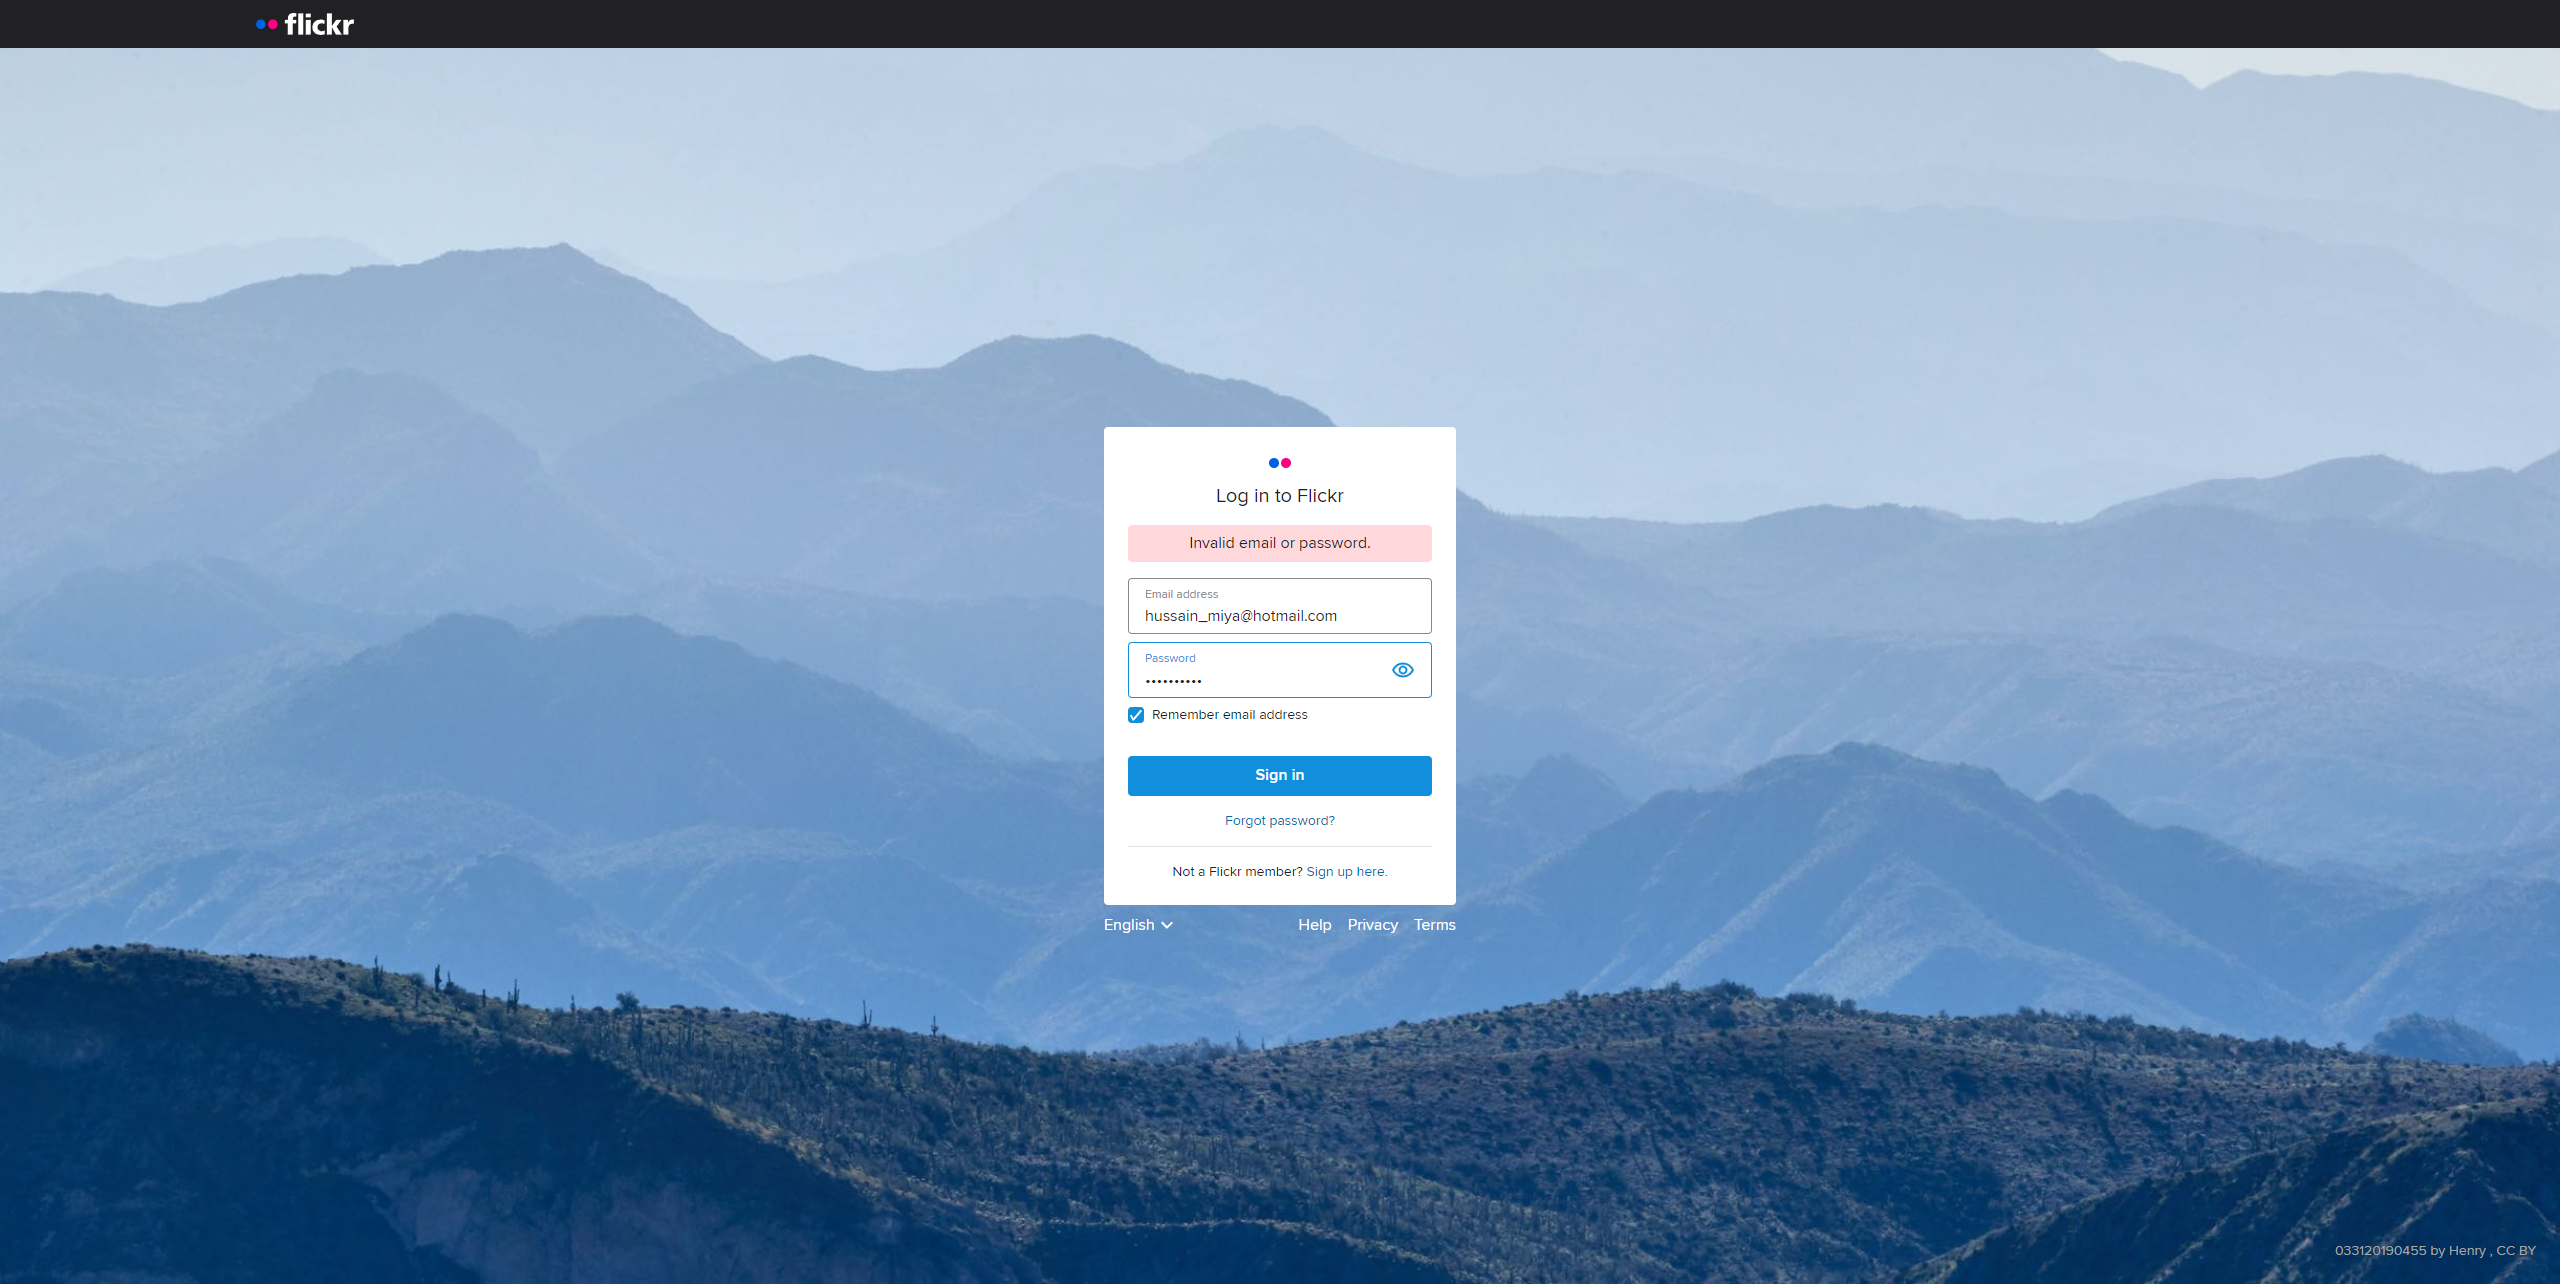 flickr
Log in to Flickr
Invalid email or password.
Email address
hussain_miya@hotmail.com
Password
••••••••••
Remember email address
Sign in
Forgot password?
Not a Flickr member? Sign up here.
English Help Privacy Terms
033120190455 by Henry , CC BY